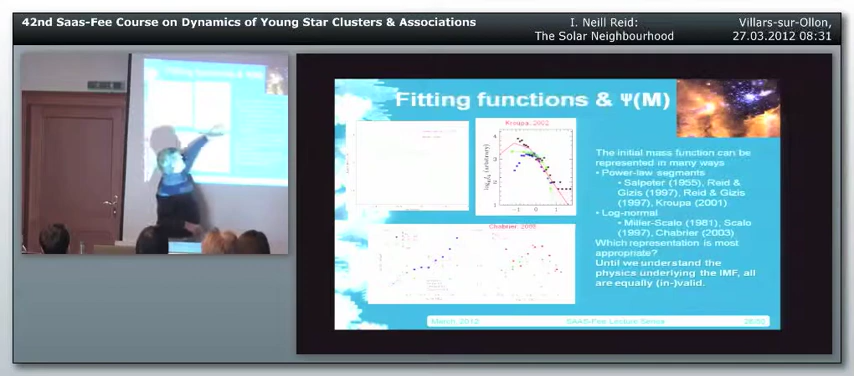 42nd Saas-Fee Course on Dynamics of Young Star Clusters & Associations
I. Neill Reid:
The Solar Neighbourhood
Villars-sur-Ollon,
27.03.2012 08:31
Fitting functions & Ψ(M)
Kroupa, 2002
The initial mass function can be
represented in many ways
• Power-law segments
• Salpeter (1955), Reid &
Gizis (1997), Reid & Gizis
(1997), Kroupa (2001)
• Log-normal
• Miller-Scalo (1981), Scalo
(1997), Chabrier (2003)
Which representation is most
appropriate?
Until we understand the
physics underlying the IMF, all
are equally (in-)valid.
March, 2012
SAAS-Fee Lecture Series